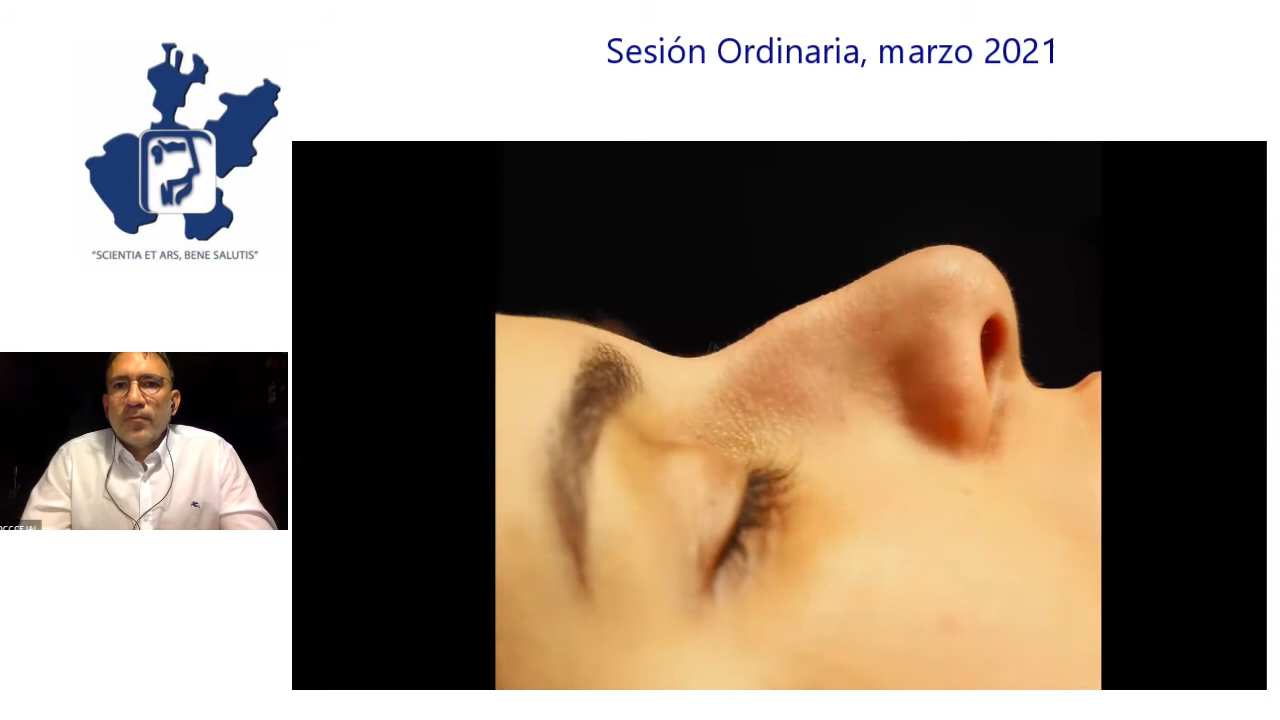 Sesión Ordinaria, marzo 2021
"SCIENTIA ET ARS, BENE SALUTIS"